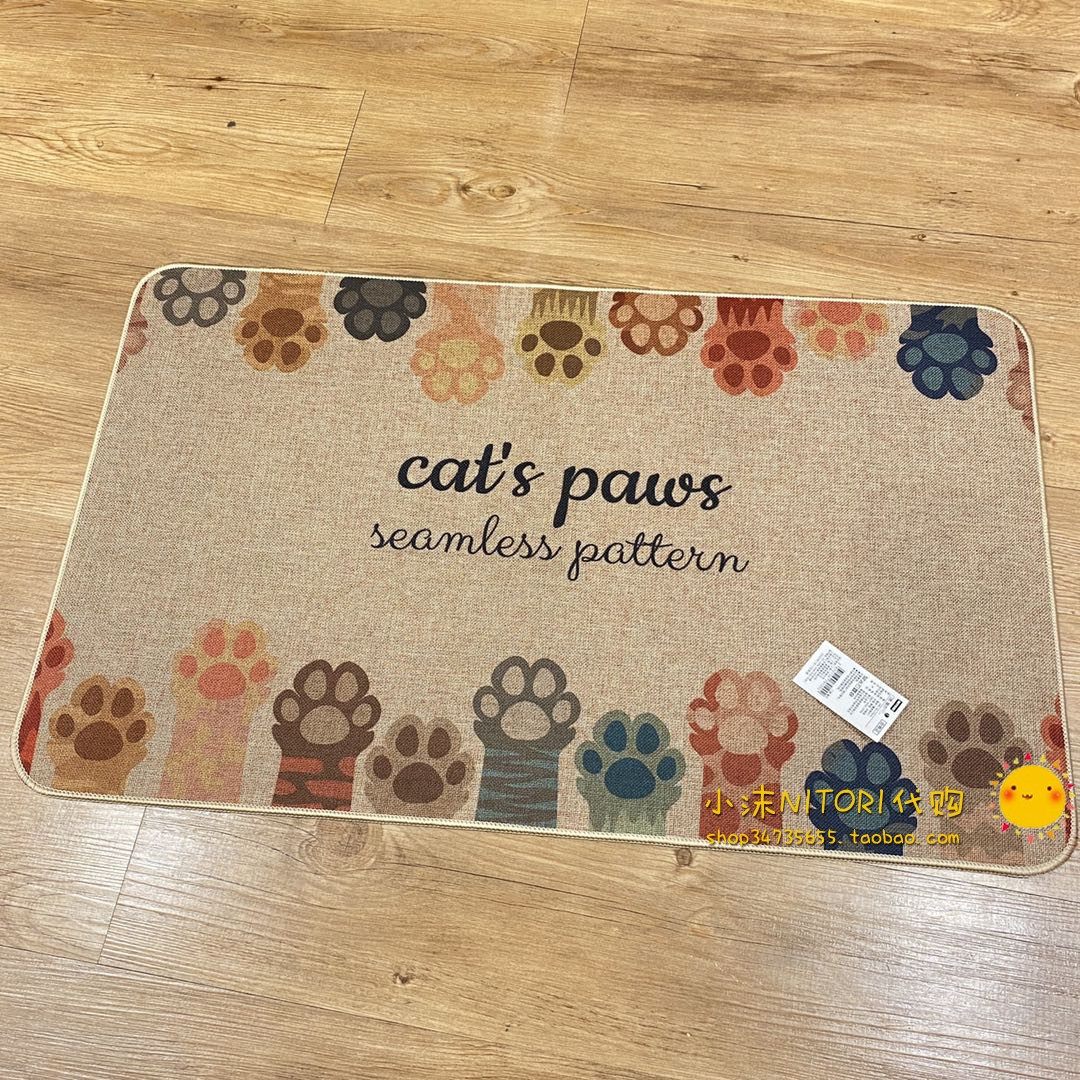 cat's paws
seamless pattern
小沫NITORI代购
shop34735655.taobao.com